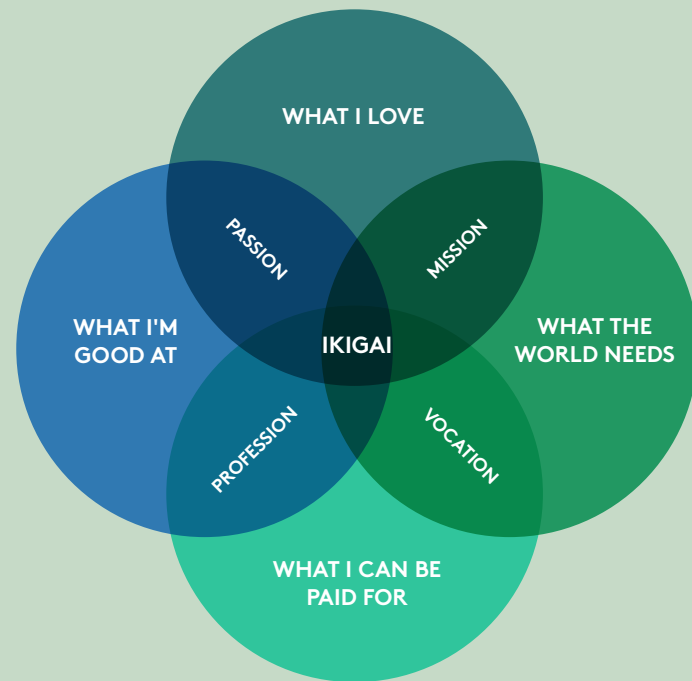 WHAT I LOVE
PASSION
MISSION
WHAT I'M
GOOD AT
IKIGAI
WHAT THE
WORLD NEEDS
PROFESSION
VOCATION
WHAT I CAN BE
PAID FOR